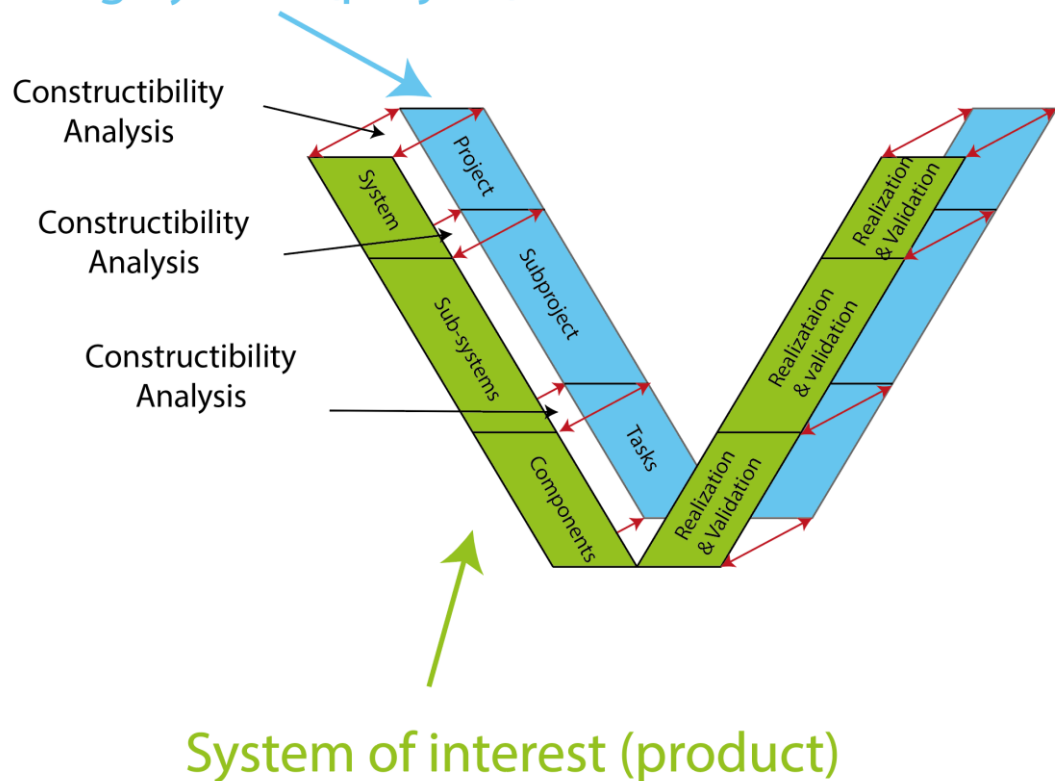 Constructibility
Analysis
Project
System
Constructibility
Analysis
Subproject
Sub-systems
Constructibility
Analysis
Tasks
Components
Realization
& Validation
Realizataion
& validation
Realization
& Validation
System of interest (product)